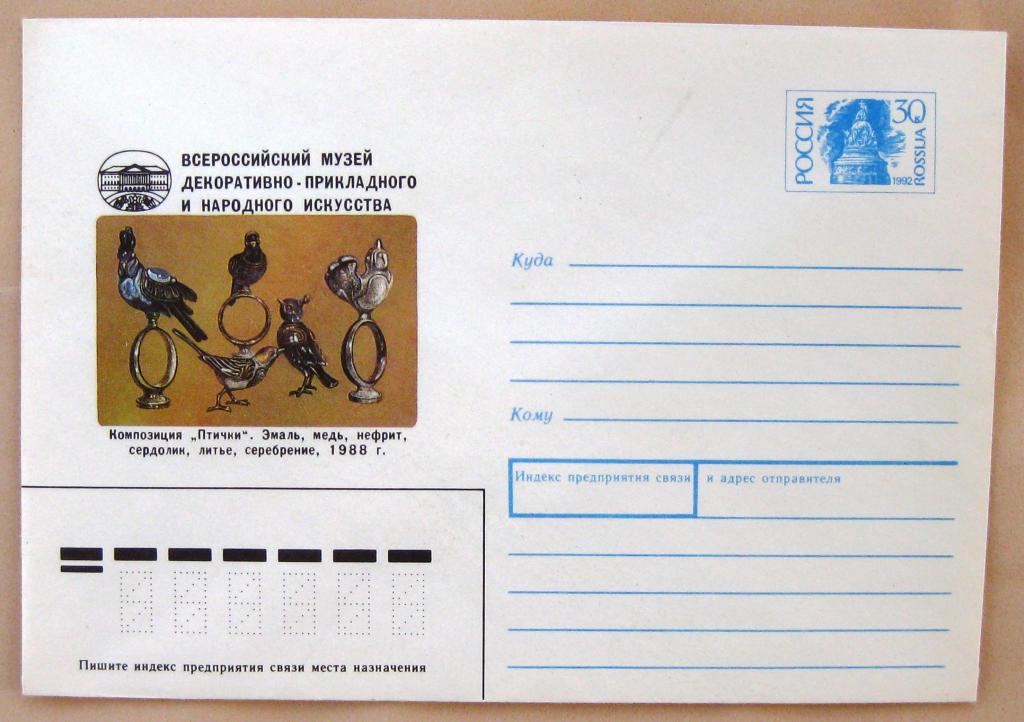 ВСЕРОССИЙСКИЙ МУЗЕЙ
ДЕКОРАТИВНО-ПРИКЛАДНОГО
И НАРОДНОГО ИСКУССТВА
Композиция „Птички“. Эмаль, медь, нефрит,
сердолик, литье, серебрение, 1988 г.
РОССИЯ
30 к
ROSSIJA
1992
Куда
Кому
Индекс предприятия связи и адрес отправителя
Пишите индекс предприятия связи места назначения